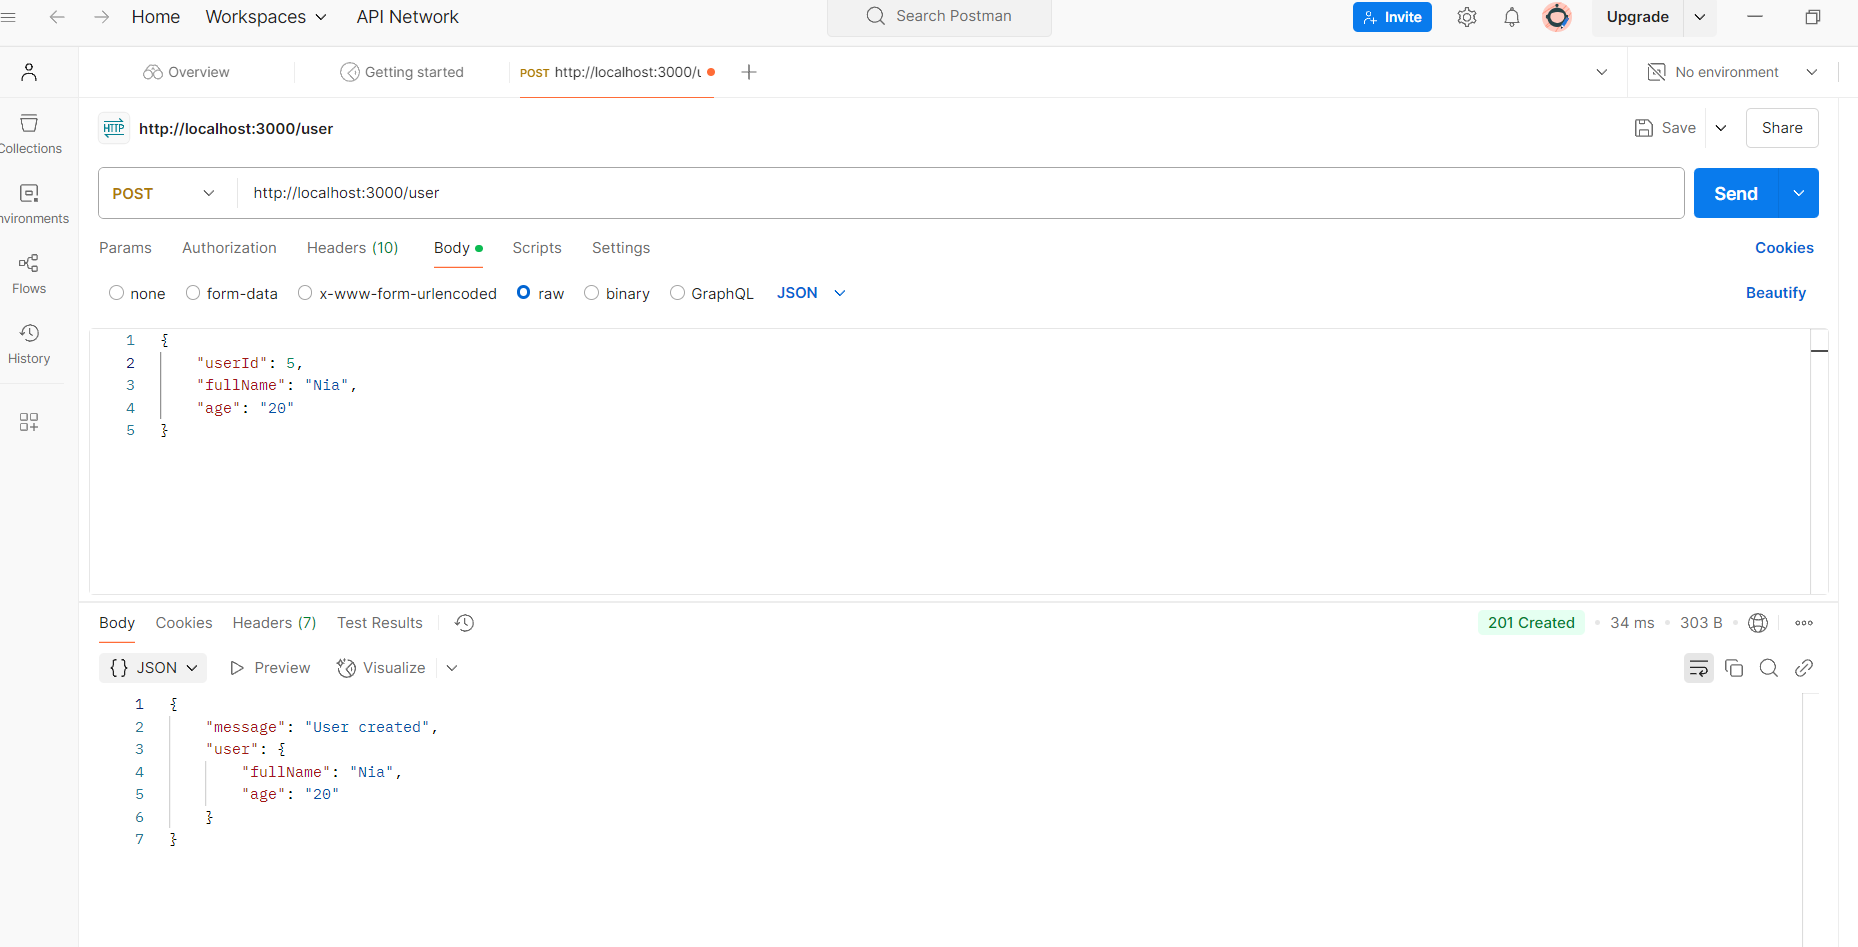 Home Workspaces API Network Search Postman Invite Upgrade
Overview Getting started POST http://localhost:3000/u No environment
HTTP http://localhost:3000/user Save Share
Collections
POST http://localhost:3000/user Send
nvironments
Params Authorization Headers (10) Body Scripts Settings Cookies
Flows
none form-data x-www-form-urlencoded raw binary GraphQL JSON Beautify
History
1 {
2 "userId": 5,
3 "fullName": "Nia",
4 "age": "20"
5 }
Body Cookies Headers (7) Test Results 201 Created • 34 ms • 303 B •
{} JSON Preview Visualize
1 {
2 "message": "User created",
3 "user": {
4 "fullName": "Nia",
5 "age": "20"
6 }
7 }